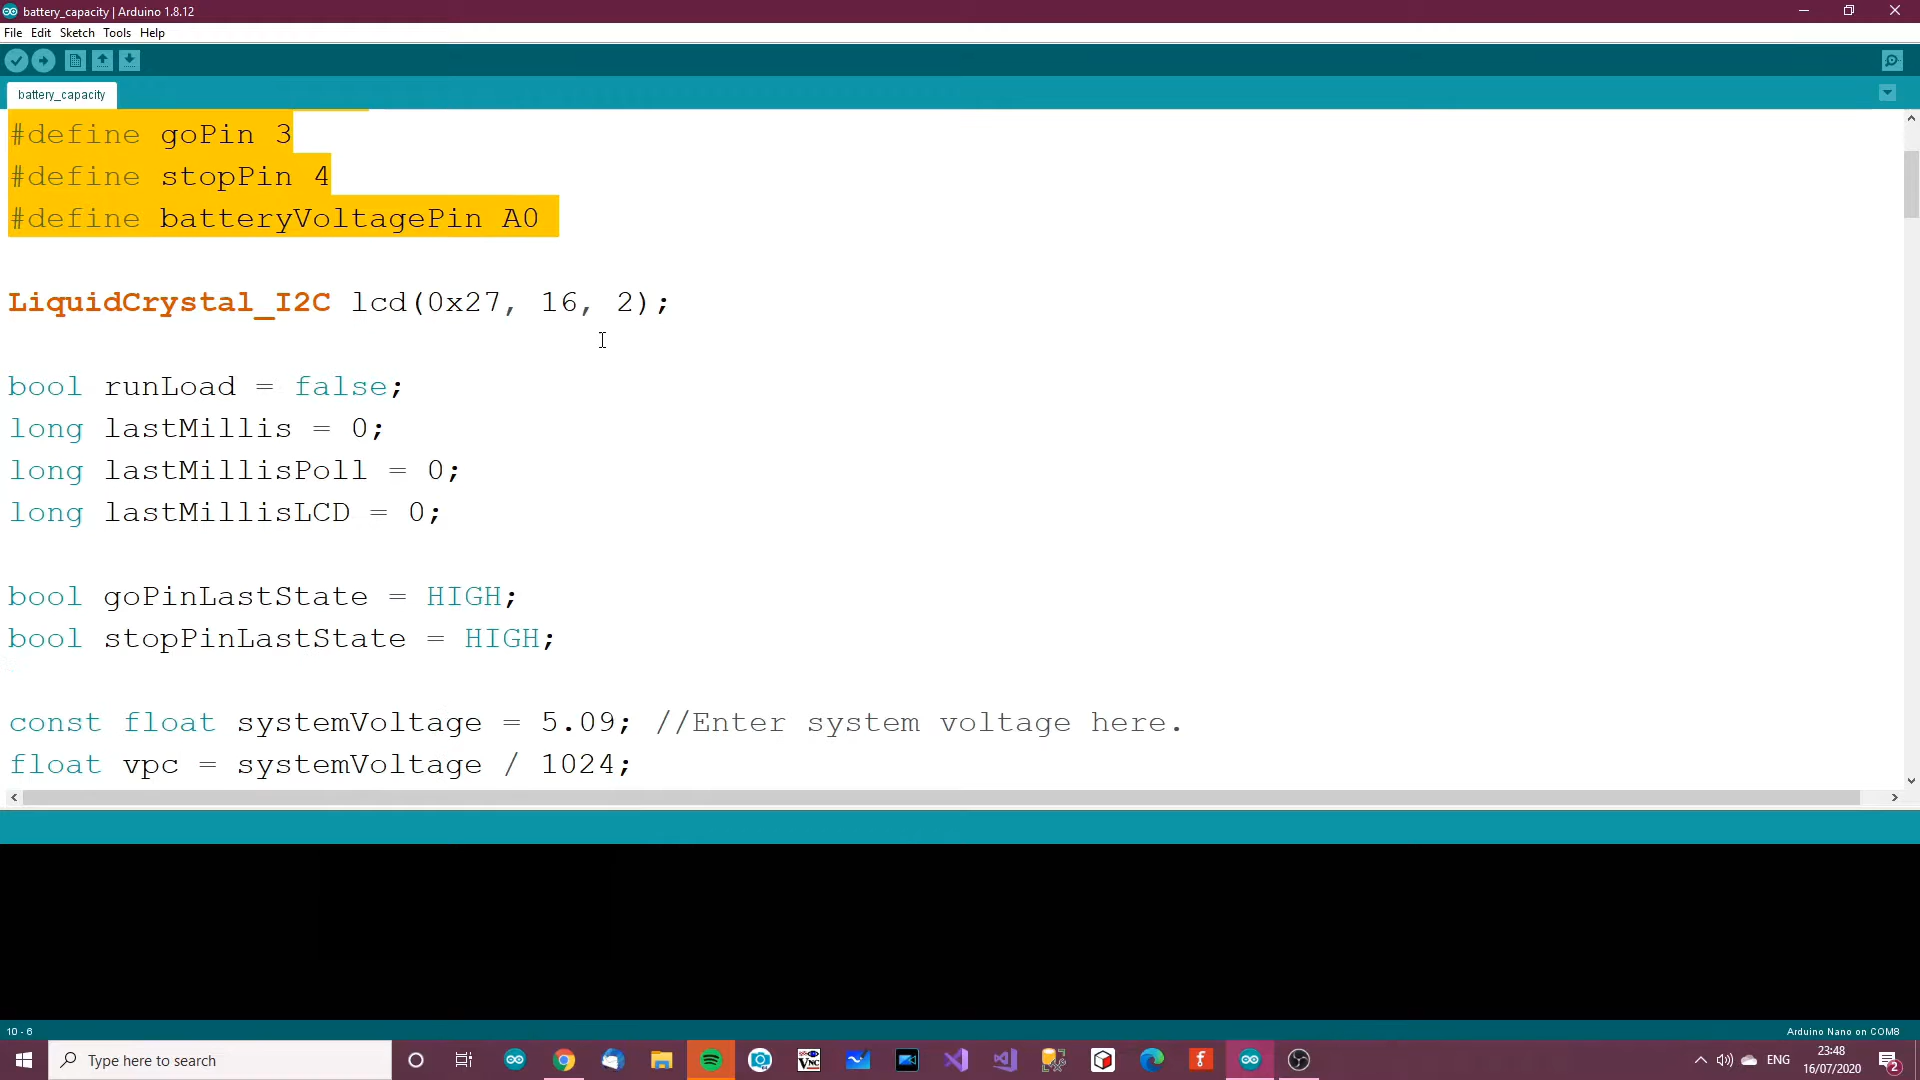 battery_capacity | Arduino 1.8.12
File Edit Sketch Tools Help
battery_capacity
#define goPin 3
#define stopPin 4
#define batteryVoltagePin A0
LiquidCrystal_I2C lcd(0x27, 16, 2);
bool runLoad = false;
long lastMillis = 0;
long lastMillisPoll = 0;
long lastMillisLCD = 0;
bool goPinLastState = HIGH;
bool stopPinLastState = HIGH;
const float systemVoltage = 5.09; //Enter system voltage here.
float vpc = systemVoltage / 1024;
10 - 6
Arduino Nano on COM8
Type here to search
ENG
23:48
16/07/2020
2